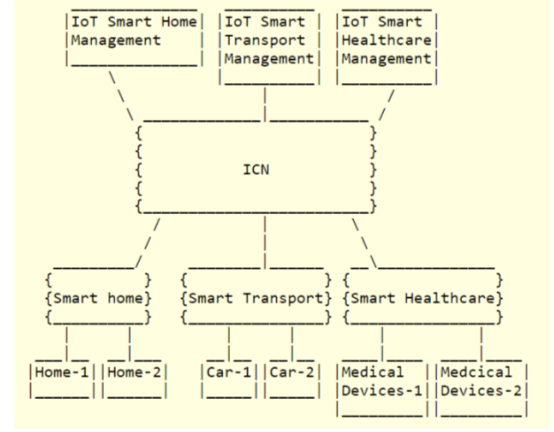 IoT Smart Home IoT Smart IoT Smart
Management Transport Healthcare
Management Management
ICN
Smart home Smart Transport Smart Healthcare
Home-1 Home-2 Car-1 Car-2 Medical Medcical
Devices-1 Devices-2